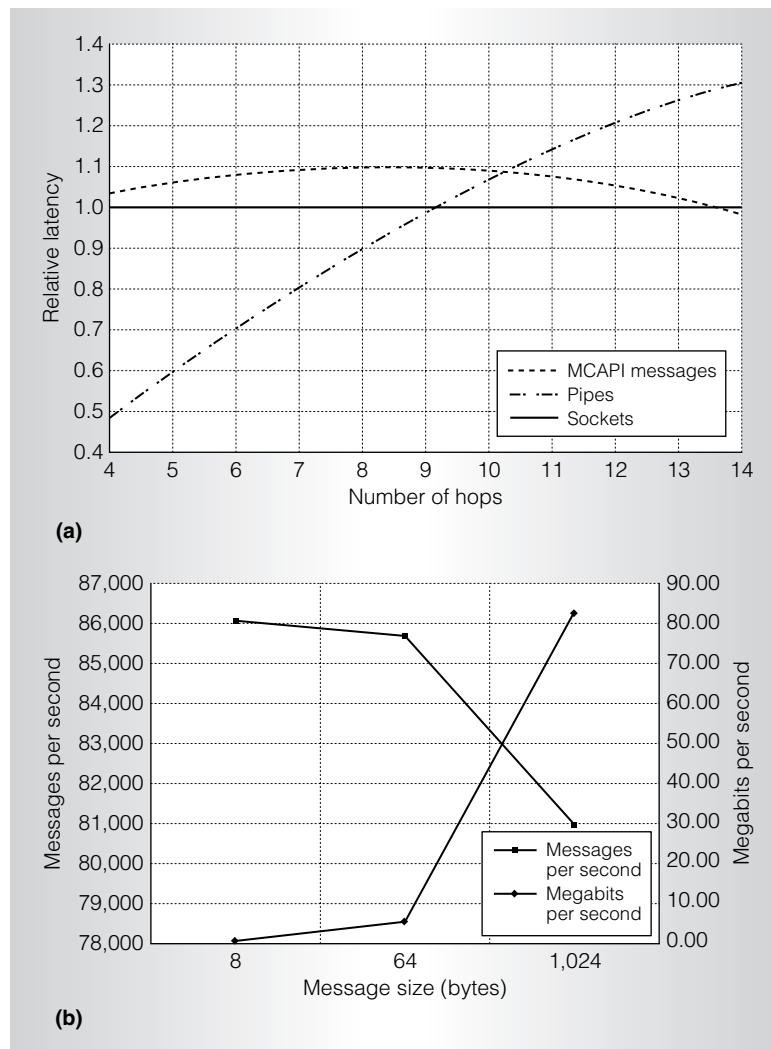 1.4
1.3
1.2
1.1
1.0
0.9
0.8
0.7
0.6
0.5
0.4
Relative latency
MCAPI messages
Pipes
Sockets
4 5 6 7 8 9 10 11 12 13 14
Number of hops
(a)
87,000
86,000
85,000
84,000
83,000
82,000
81,000
80,000
79,000
78,000
Messages per second
90.00
80.00
70.00
60.00
50.00
40.00
30.00
20.00
10.00
0.00
Megabits per second
Messages
per second
Megabits
per second
8 64 1,024
Message size (bytes)
(b)